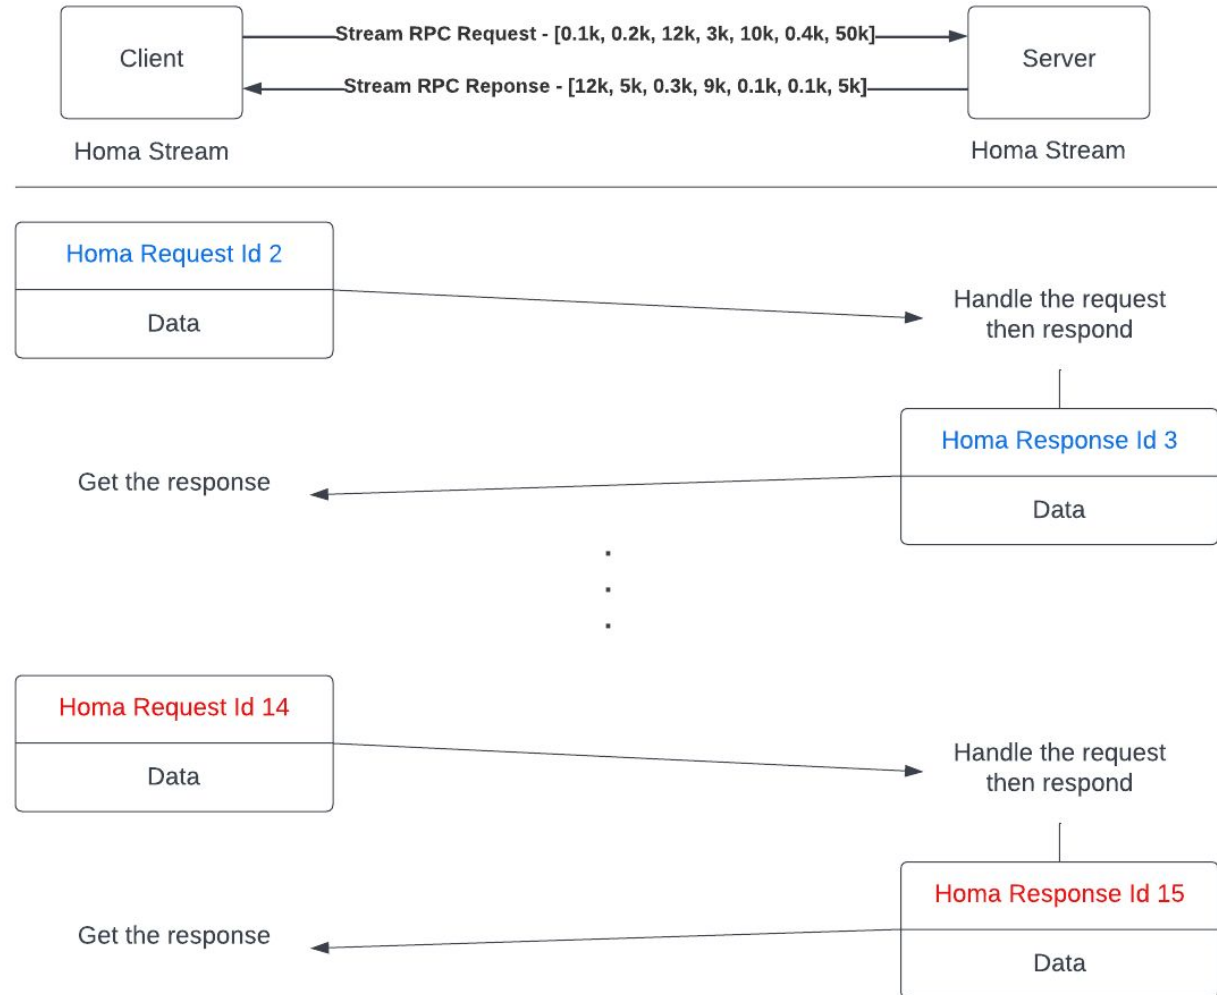 Client
Stream RPC Request - [0.1k, 0.2k, 12k, 3k, 10k, 0.4k, 50k]
Server
Stream RPC Reponse - [12k, 5k, 0.3k, 9k, 0.1k, 0.1k, 5k]
Homa Stream
Homa Stream
Homa Request Id 2
Data
Handle the request
then respond
Homa Response Id 3
Get the response
Data
.
.
.
Homa Request Id 14
Data
Handle the request
then respond
Homa Response Id 15
Get the response
Data